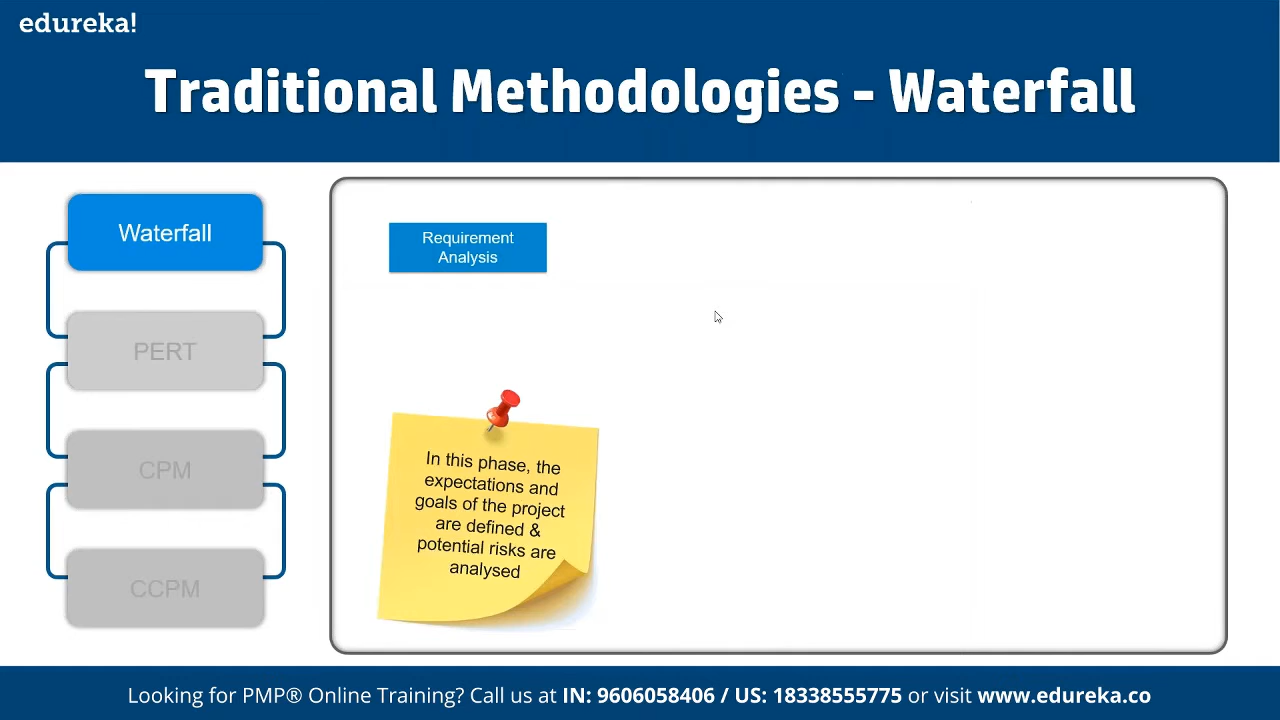 edureka!
Traditional Methodologies - Waterfall
Waterfall
PERT
CPM
CCPM
Requirement
Analysis
In this phase, the
expectations and
goals of the project
are defined &
potential risks are
analysed
Looking for PMP® Online Training? Call us at IN: 9606058406 / US: 18338555775 or visit www.edureka.co